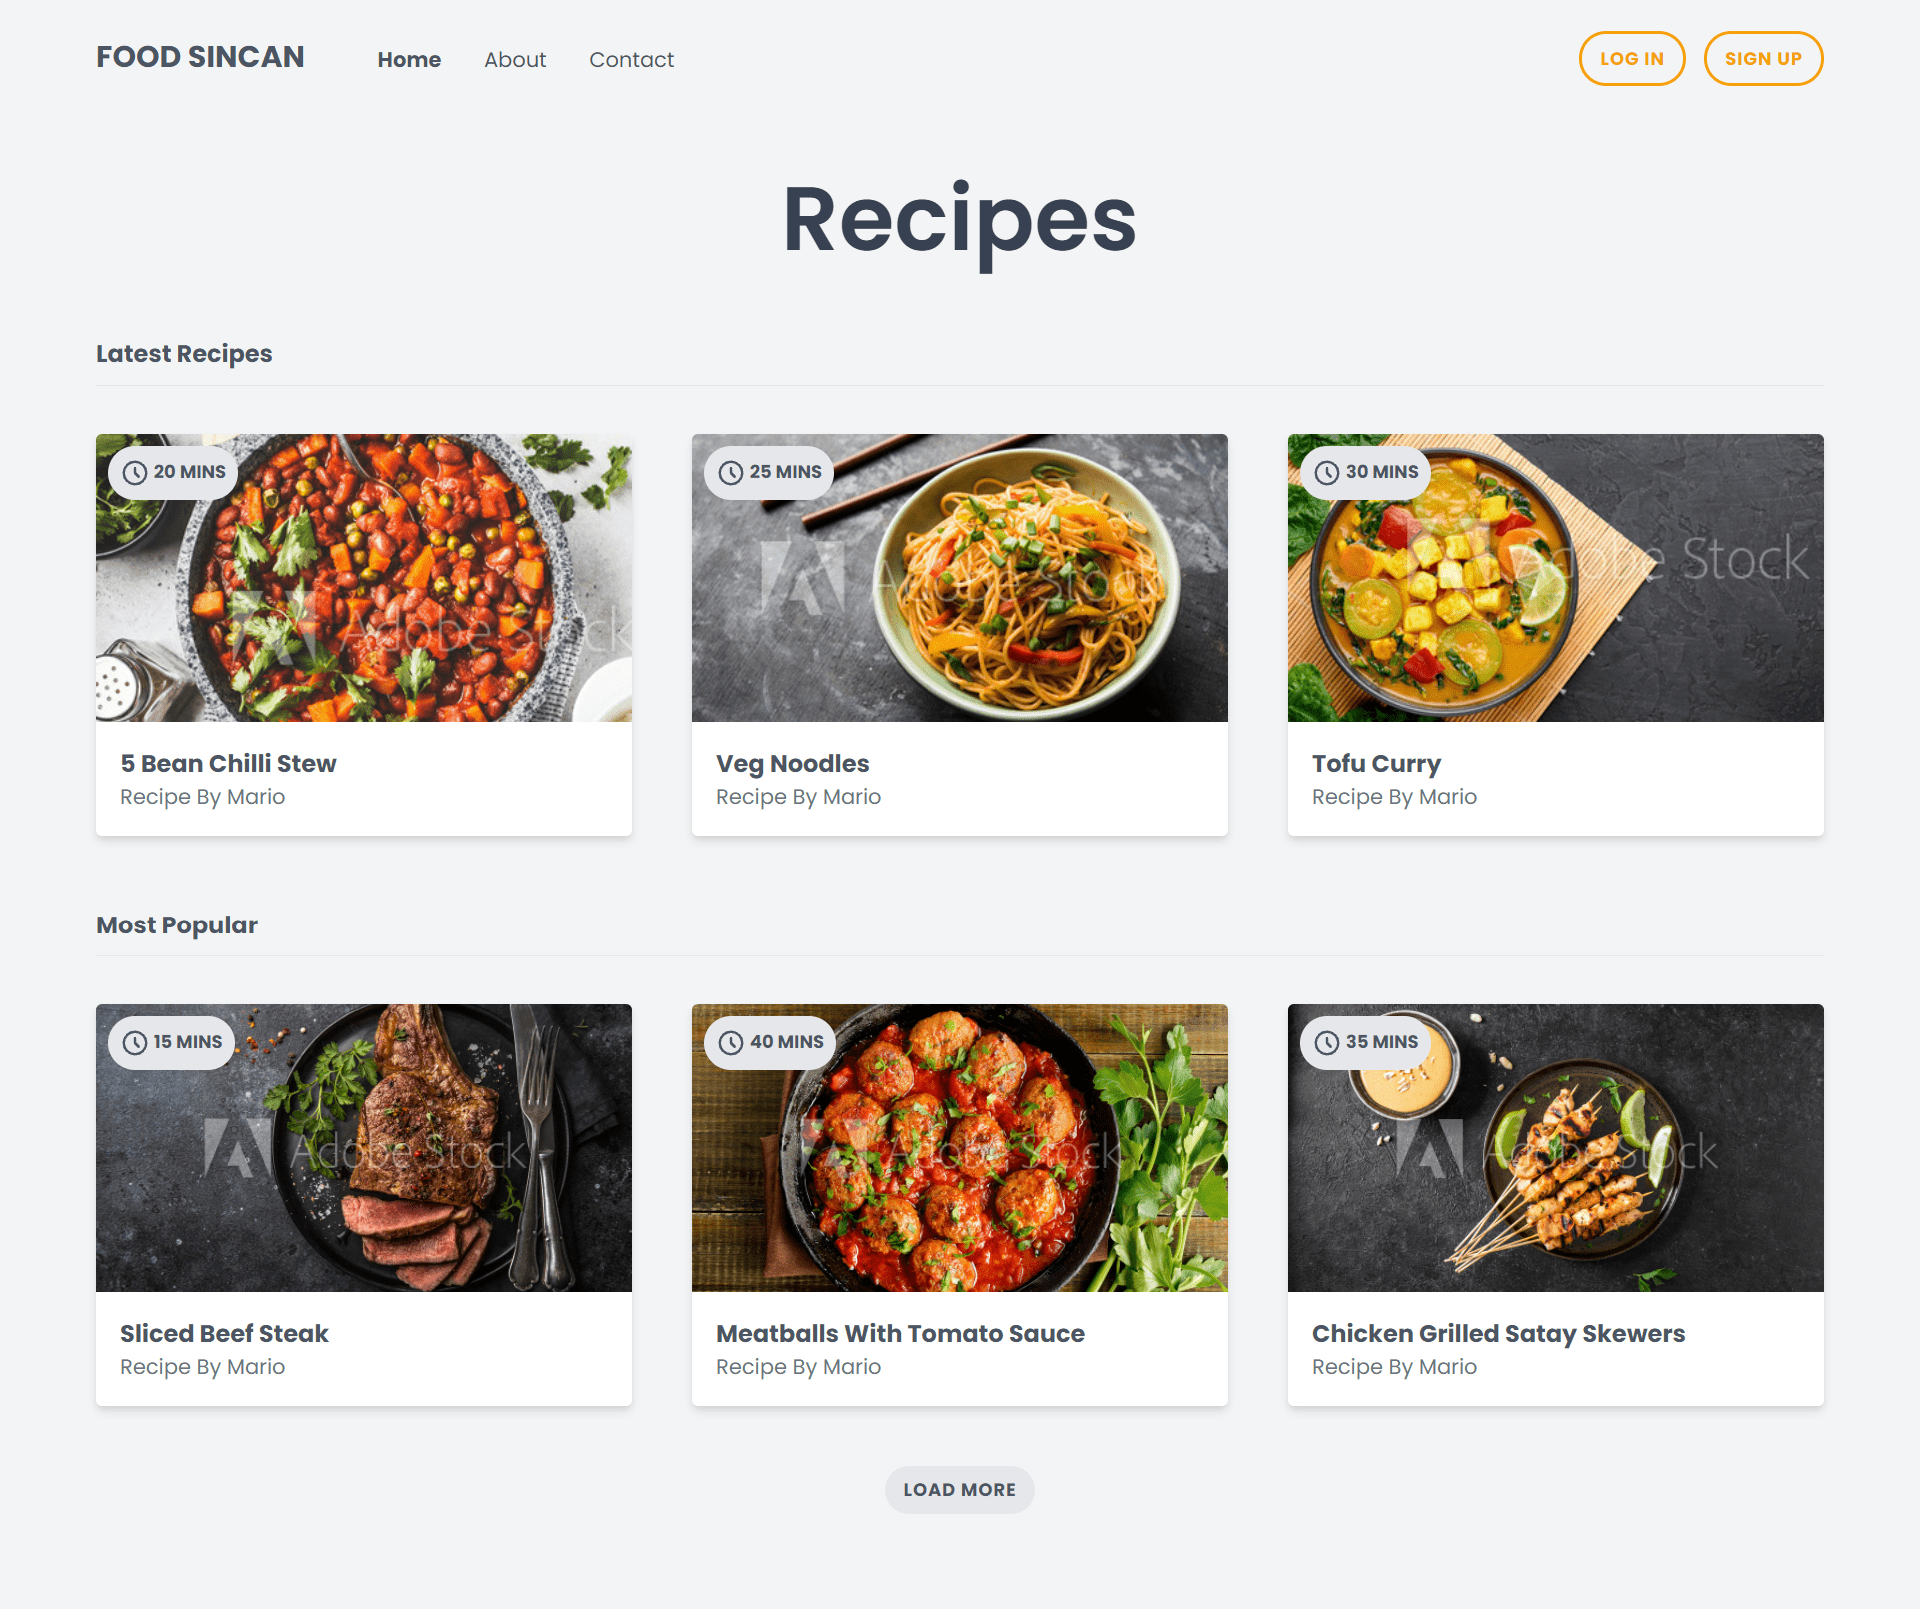 FOOD SINCAN
Home About Contact
LOG IN SIGN UP
Recipes
Latest Recipes
20 MINS
Adobe Stock
5 Bean Chilli Stew
Recipe By Mario
25 MINS
Adobe Stock
Veg Noodles
Recipe By Mario
30 MINS
Adobe Stock
Tofu Curry
Recipe By Mario
Most Popular
15 MINS
Adobe Stock
Sliced Beef Steak
Recipe By Mario
40 MINS
Adobe Stock
Meatballs With Tomato Sauce
Recipe By Mario
35 MINS
Adobe Stock
Chicken Grilled Satay Skewers
Recipe By Mario
LOAD MORE